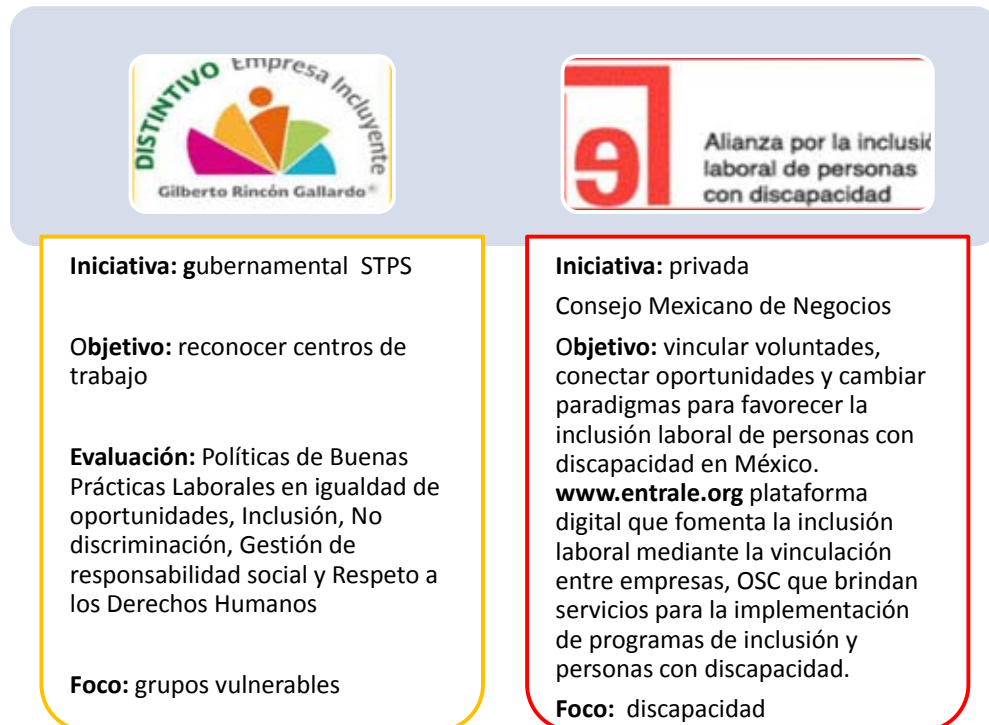 DISTINTIVO Empresa Incluyente
Gilberto Rincón Gallardo®
él
Alianza por la inclusió
laboral de personas
con discapacidad
Iniciativa: gubernamental STPS
Objetivo: reconocer centros de
trabajo
Evaluación: Políticas de Buenas
Prácticas Laborales en igualdad de
oportunidades, Inclusión, No
discriminación, Gestión de
responsabilidad social y Respeto a
los Derechos Humanos
Foco: grupos vulnerables
Iniciativa: privada
Consejo Mexicano de Negocios
Objetivo: vincular voluntades,
conectar oportunidades y cambiar
paradigmas para favorecer la
inclusión laboral de personas con
discapacidad en México.
www.entrale.org plataforma
digital que fomenta la inclusión
laboral mediante la vinculación
entre empresas, OSC que brindan
servicios para la implementación
de programas de inclusión y
personas con discapacidad.
Foco: discapacidad